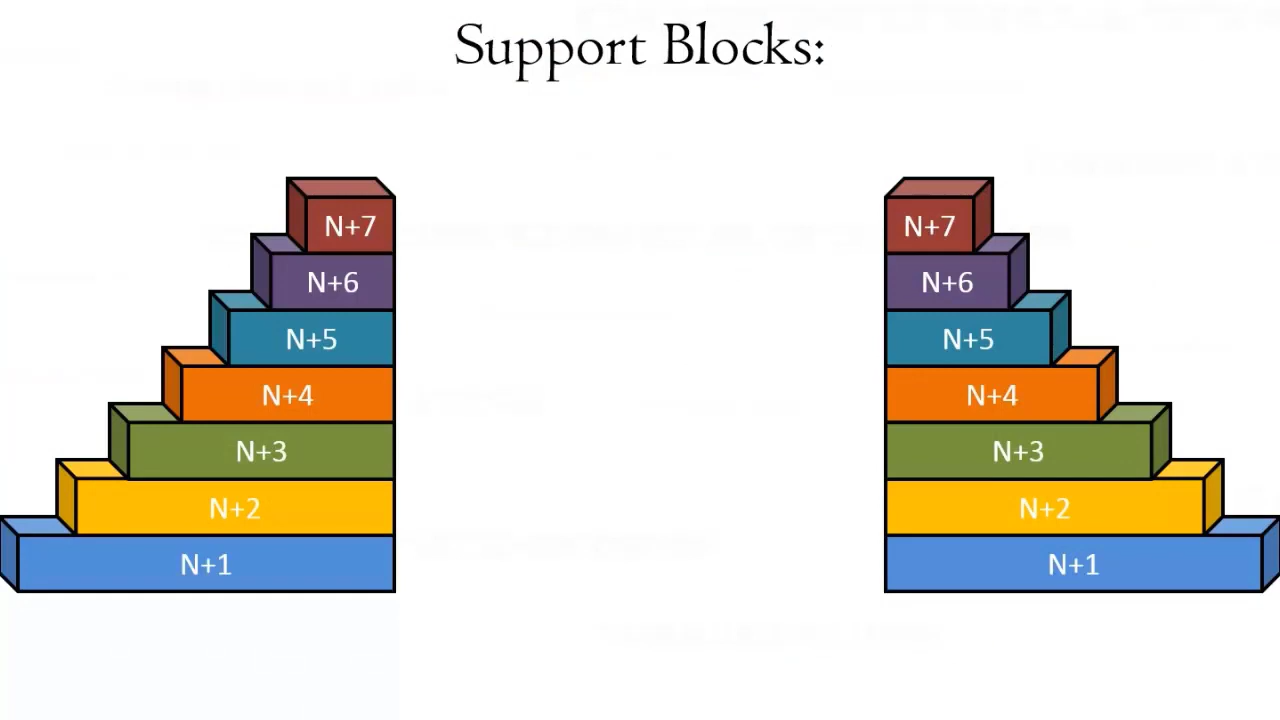 Support Blocks:
N+7 N+7
N+6 N+6
N+5 N+5
N+4 N+4
N+3 N+3
N+2 N+2
N+1 N+1